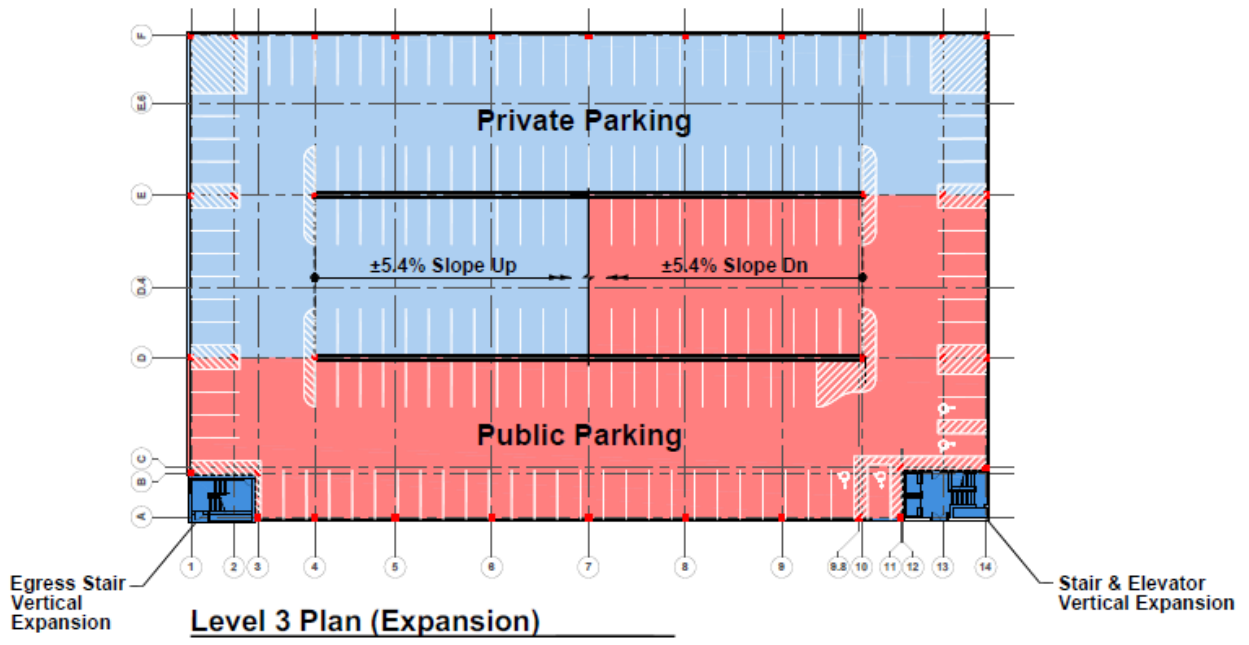 F
E.6
Private Parking
E
±5.4% Slope Up
±5.4% Slope Dn
D.4
D
Public Parking
C
B
A
1 2 3 4 5 6 7 8 9 9.8 10 11 12 13 14
Egress Stair
Vertical
Expansion
Stair & Elevator
Vertical Expansion
Level 3 Plan (Expansion)